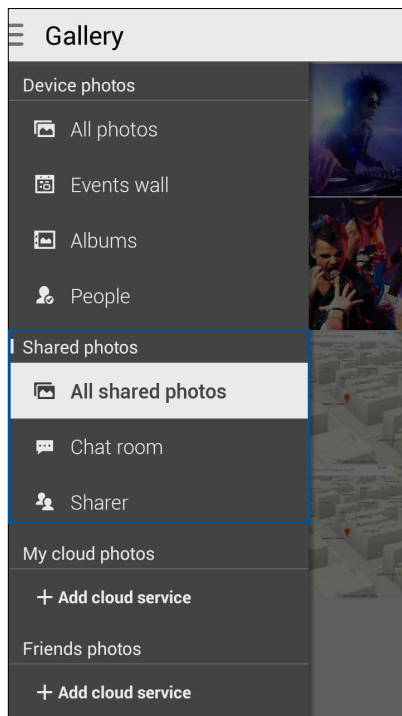 Gallery
Device photos
All photos
Events wall
Albums
People
Shared photos
All shared photos
Chat room
Sharer
My cloud photos
+ Add cloud service
Friends photos
+ Add cloud service